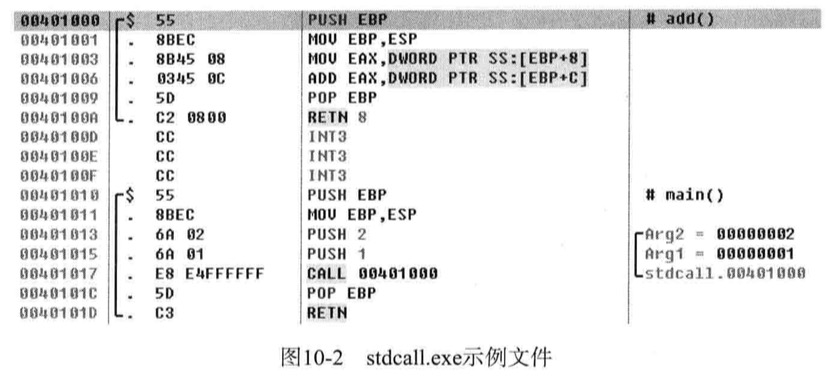 00401000 $ 55 PUSH EBP # add()
00401001 . 8BEC MOV EBP,ESP
00401003 . 8B45 08 MOV EAX,DWORD PTR SS:[EBP+8]
00401006 . 0345 0C ADD EAX,DWORD PTR SS:[EBP+C]
00401009 . 5D POP EBP
0040100A . C2 0800 RETN 8
0040100D CC INT3
0040100E CC INT3
0040100F CC INT3
00401010 $ 55 PUSH EBP # main()
00401011 . 8BEC MOV EBP,ESP
00401013 . 6A 02 PUSH 2 Arg2 = 00000002
00401015 . 6A 01 PUSH 1 Arg1 = 00000001
00401017 . E8 E4FFFFFF CALL 00401000 stdcall.00401000
0040101C . 5D POP EBP
0040101D . C3 RETN
图10-2 stdcall.exe示例文件